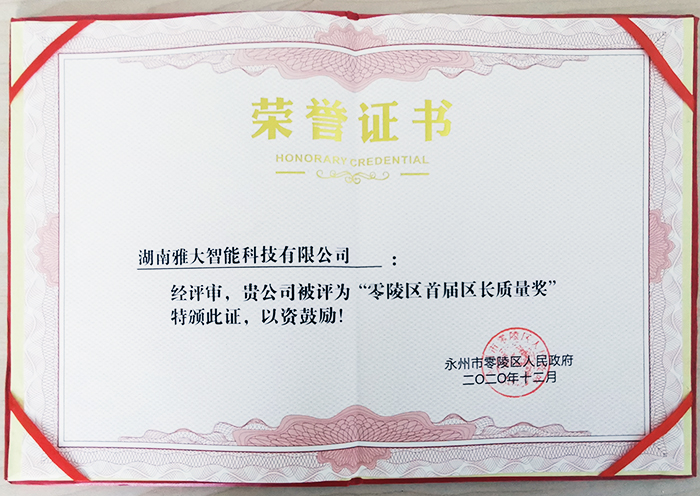 荣誉证书
HONORARY CREDENTIAL
湖南雅大智能科技有限公司：
经评审，贵公司被评为“零陵区首届区长质量奖”
特颁此证，以资鼓励！
永州市零陵区人民政府
二〇二〇年十二月